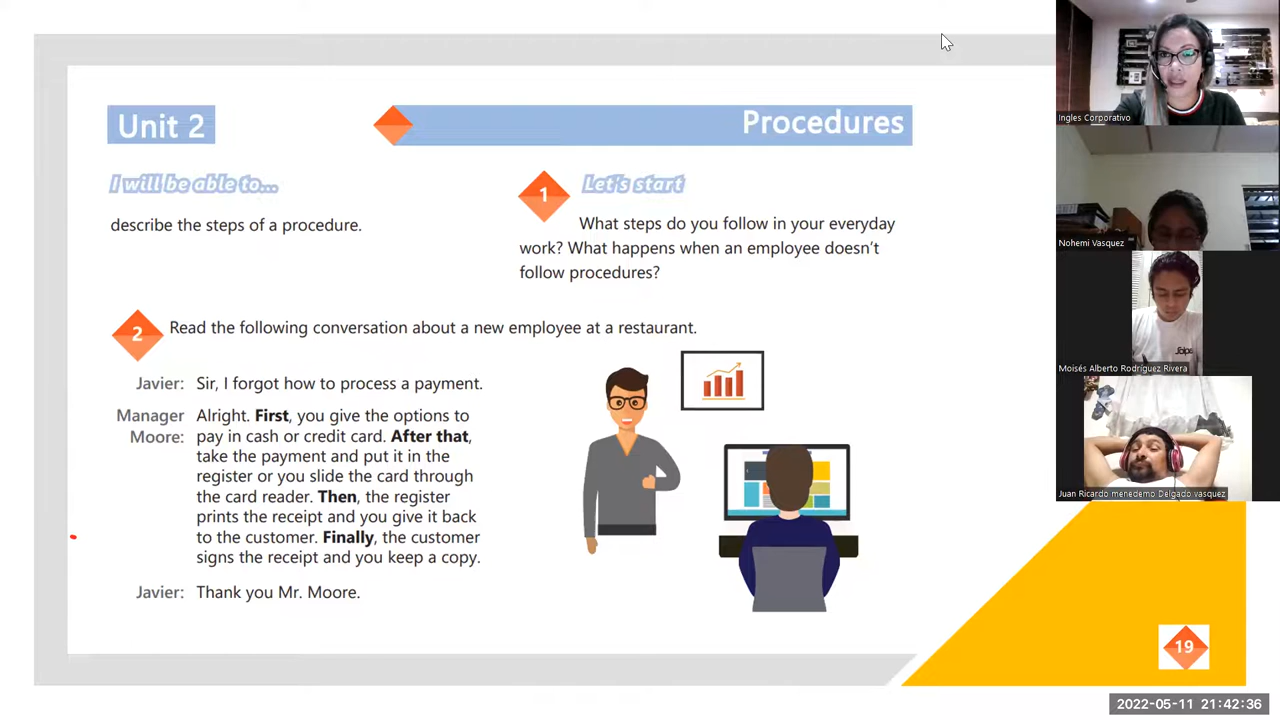 Unit 2
Procedures
I will be able to...
describe the steps of a procedure.
1
Let's start
What steps do you follow in your everyday
work? What happens when an employee doesn't
follow procedures?
2
Read the following conversation about a new employee at a restaurant.
Javier: Sir, I forgot how to process a payment.
Manager Alright. First, you give the options to
Moore: pay in cash or credit card. After that,
take the payment and put it in the
register or you slide the card through
the card reader. Then, the register
prints the receipt and you give it back
to the customer. Finally, the customer
signs the receipt and you keep a copy.
Javier: Thank you Mr. Moore.
19
Ingles Corporativo
Nohemi Vasquez
Moisés Alberto Rodríguez Rivera
Juan Ricardo menedemo Delgado vasquez
2022-05-11 21:42:36